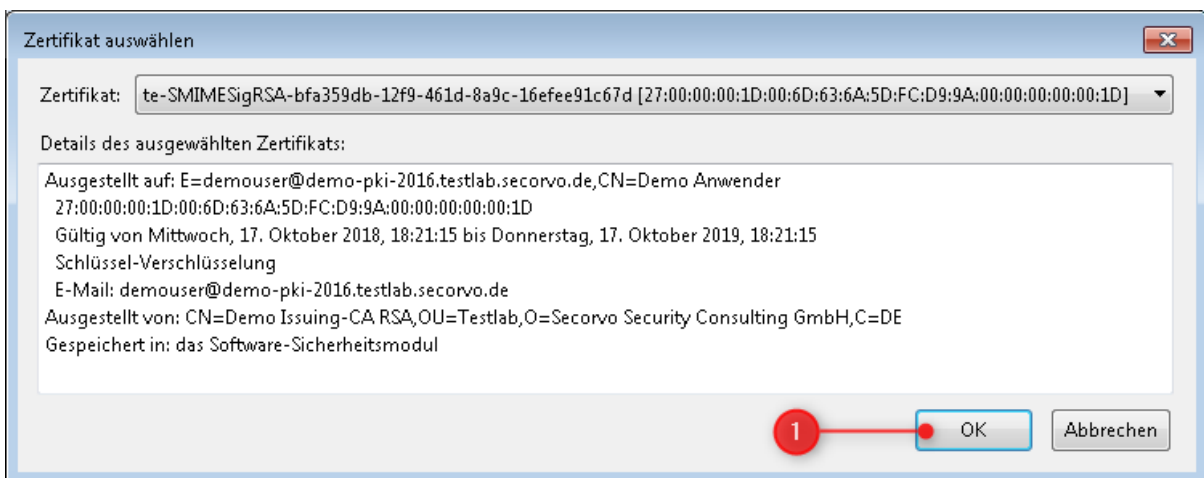 Zertifikat auswählen
Zertifikat: te-SMIMESigRSA-bfa359db-12f9-461d-8a9c-16efee91c67d [27:00:00:00:1D:00:6D:63:6A:5D:FC:D9:9A:00:00:00:00:00:1D]
Details des ausgewählten Zertifikats:
Ausgestellt auf: E=demouser@demo-pki-2016.testlab.secorvo.de,CN=Demo Anwender
27:00:00:00:1D:00:6D:63:6A:5D:FC:D9:9A:00:00:00:00:00:1D
Gültig von Mittwoch, 17. Oktober 2018, 18:21:15 bis Donnerstag, 17. Oktober 2019, 18:21:15
Schlüssel-Verschlüsselung
E-Mail: demouser@demo-pki-2016.testlab.secorvo.de
Ausgestellt von: CN=Demo Issuing-CA RSA,OU=Testlab,O=Secorvo Security Consulting GmbH,C=DE
Gespeichert in: das Software-Sicherheitsmodul
1 OK Abbrechen